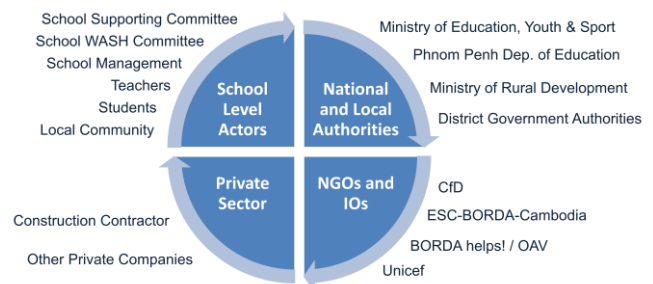 School Supporting Committee
School WASH Committee
School Management
Teachers
Students
Local Community
School
Level
Actors
National
and Local
Authorities
Ministry of Education, Youth & Sport
Phnom Penh Dep. of Education
Ministry of Rural Development
District Government Authorities
Private
Sector
Construction Contractor
Other Private Companies
NGOs and
IOs
CfD
ESC-BORDA-Cambodia
BORDA helps! / OAV
Unicef